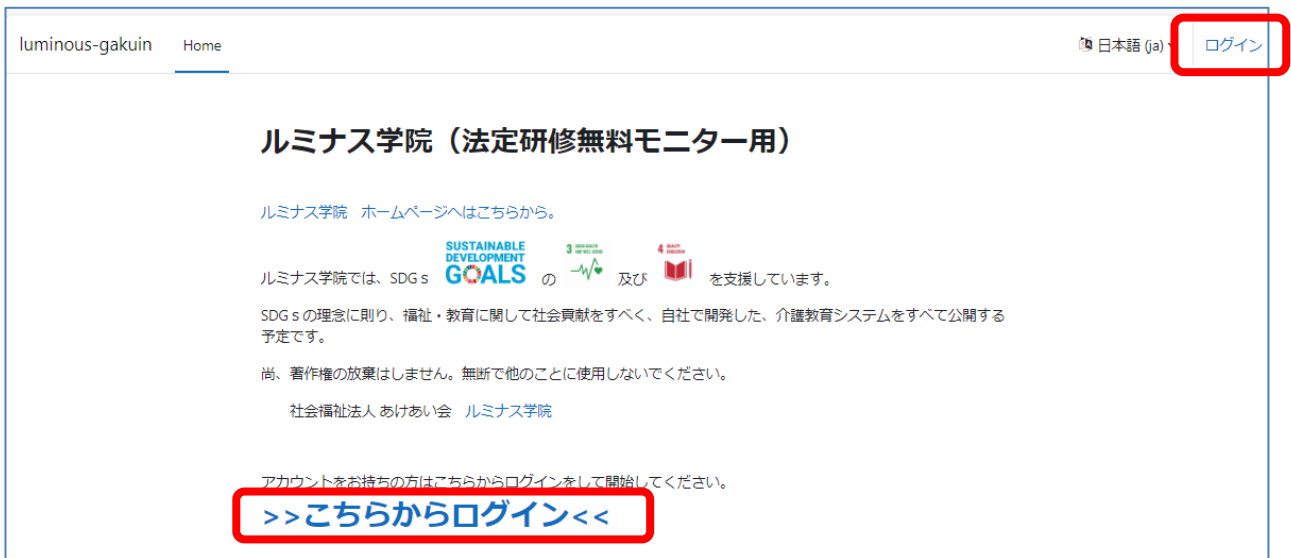 luminous-gakuin Home 日本語 (ja) ログイン
ルミナス学院（法定研修無料モニター用）
ルミナス学院　ホームページへはこちらから。
SUSTAINABLE
DEVELOPMENT
GOALS
3
4
ルミナス学院では、SDGｓ の 及び を支援しています。
SDGｓの理念に則り、福祉・教育に関して社会貢献をすべく、自社で開発した、介護教育システムをすべて公開する
予定です。
尚、著作権の放棄はしません。無断で他のことに使用しないでください。
社会福祉法人 あけあい会　ルミナス学院
アカウントをお持ちの方はこちらからログインをして開始してください。
>>こちらからログイン<<